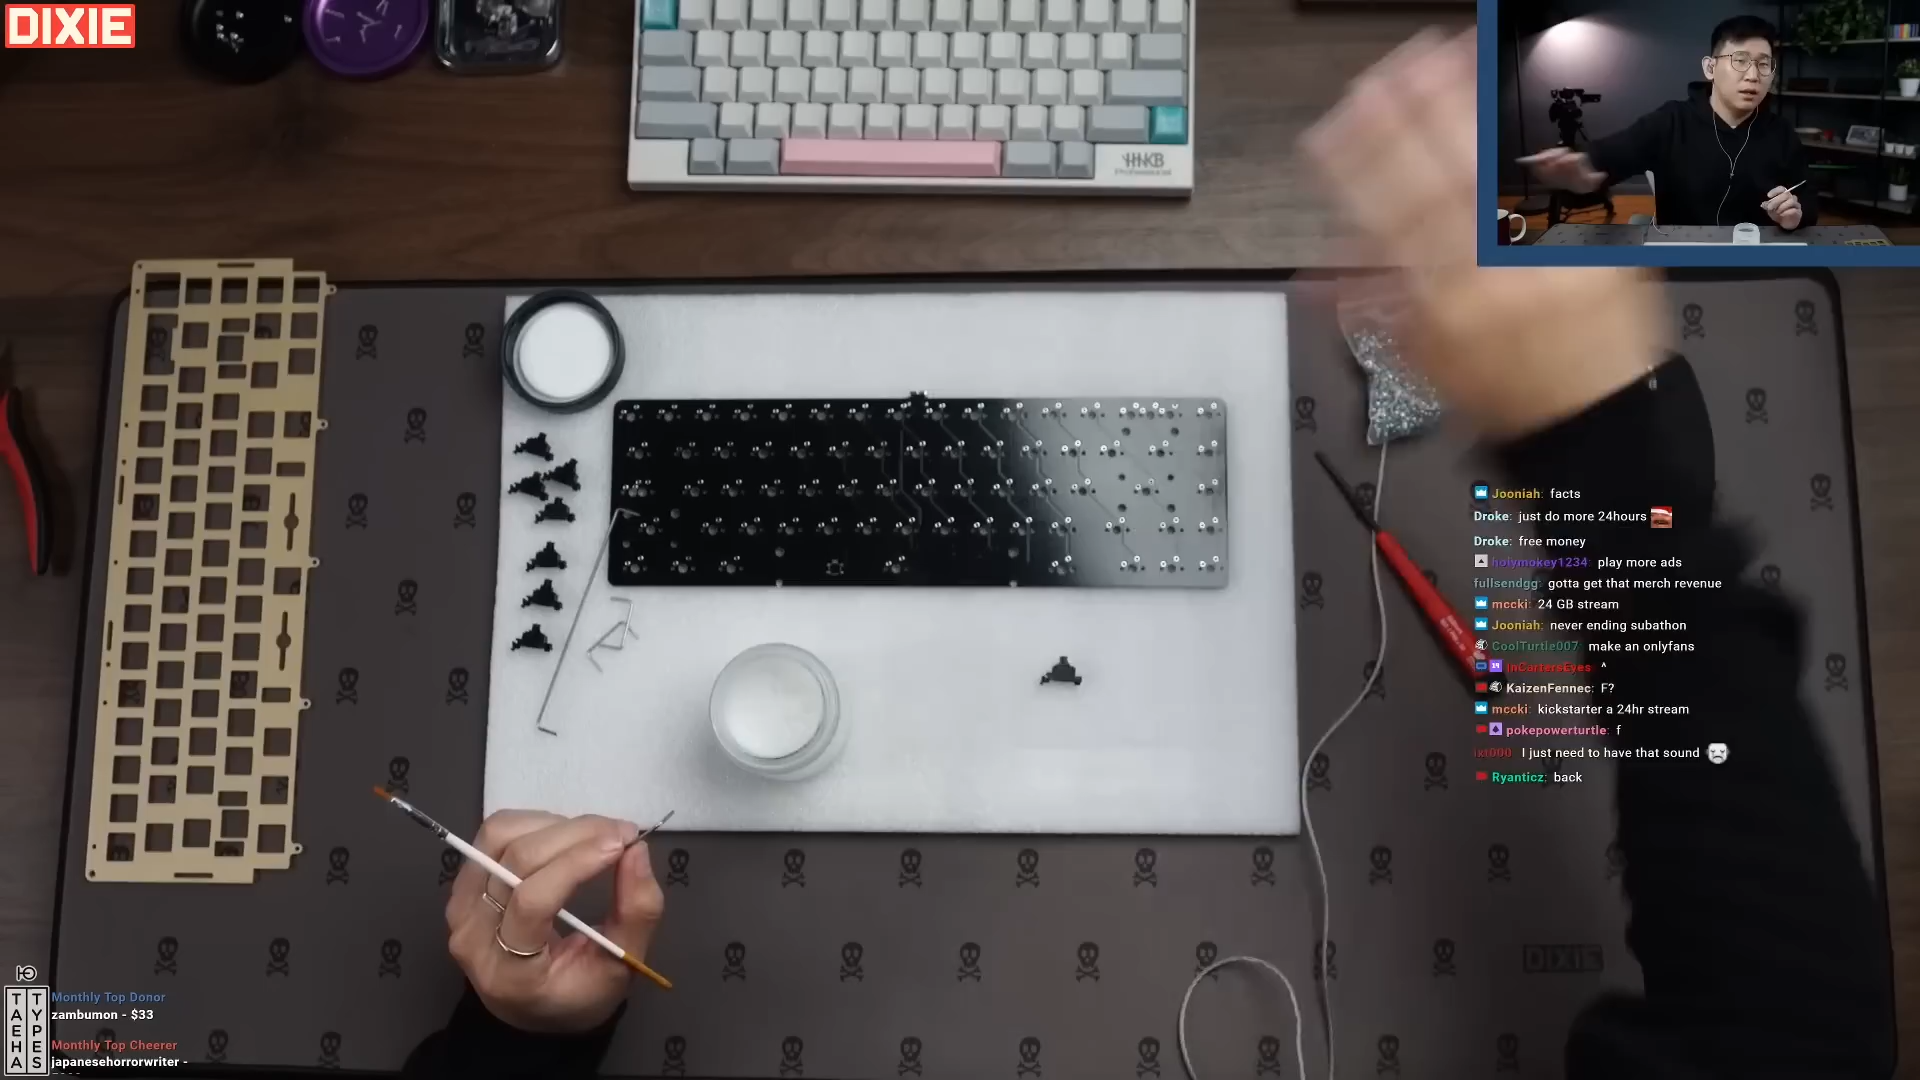 DIXIE
HHKB
Professional
Jooniah: facts
Droke: just do more 24hours
Droke: free money
holymokey1234: play more ads
fullsendgg: gotta get that merch revenue
mccki: 24 GB stream
Jooniah: never ending subathon
CoolTurtle007: make an onlyfans
InCartersEyes ^
KaizenFennec: F?
mccki: kickstarter a 24hr stream
pokepowerturtle: f
I just need to have that sound
Ryanticz: back
DIXIE
TAEHA
TYPES
Monthly Top Donor
zambumon - $33
Monthly Top Cheerer
japanesehorrorwriter -